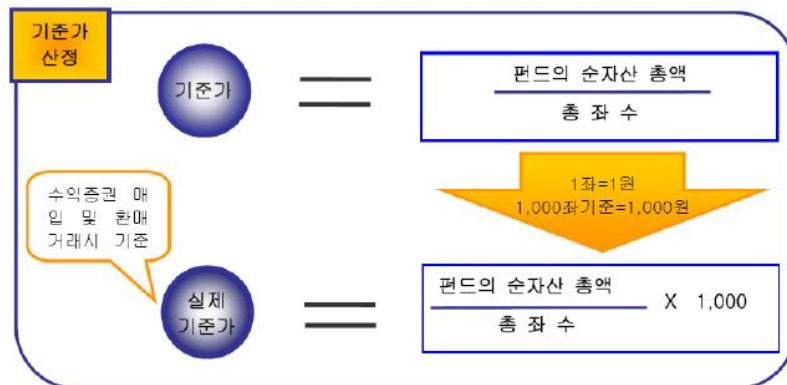 기준가
산정
기준가
펀드의 순자산 총액
총 좌 수
1좌=1원
1,000좌기준=1,000원
수익증권 매
입 및 환매
거래시 기준
실제
기준가
펀드의 순자산 총액
X 1,000
총 좌 수